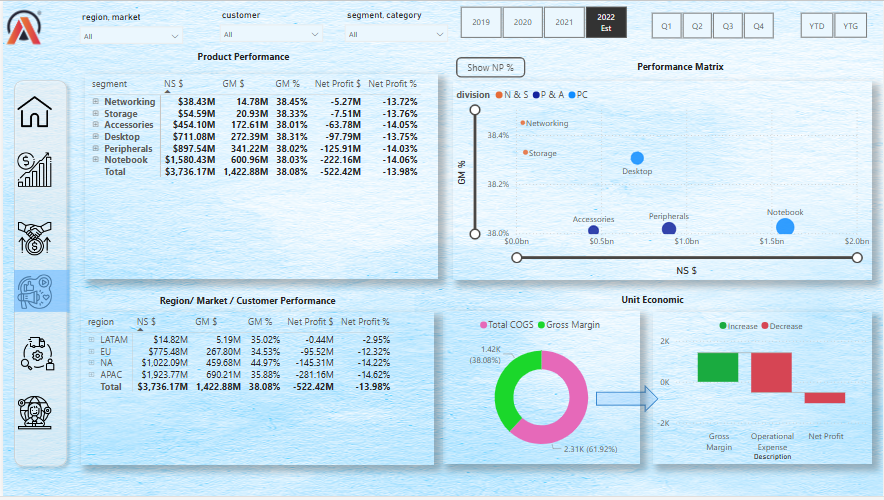 region, market customer segment, category
All All All
2019 2020 2021 2022 Est
Q1 Q2 Q3 Q4
YTD YTG
Product Performance
segment NS $ GM $ GM % Net Profit $ Net Profit %
Networking $38.43M 14.78M 38.45% -5.27M -13.72%
Storage $54.59M 20.93M 38.33% -7.51M -13.76%
Accessories $454.10M 172.61M 38.01% -63.78M -14.05%
Desktop $711.08M 272.39M 38.31% -97.79M -13.75%
Peripherals $897.54M 341.22M 38.02% -125.91M -14.03%
Notebook $1,580.43M 600.96M 38.03% -222.16M -14.06%
Total $3,736.17M 1,422.88M 38.08% -522.42M -13.98%
Show NP %
Performance Matrix
division N & S P & A PC
GM %
38.4%
38.2%
38.0%
Networking
Storage
Desktop
Accessories
Peripherals
Notebook
$0.0bn $0.5bn $1.0bn $1.5bn $2.0bn
NS $
Region/ Market / Customer Performance
region NS $ GM $ GM % Net Profit $ Net Profit %
LATAM $14.82M 5.19M 35.02% -0.44M -2.95%
EU $775.48M 267.80M 34.53% -95.52M -12.32%
NA $1,022.09M 459.68M 44.97% -145.31M -14.22%
APAC $1,923.77M 690.21M 35.88% -281.16M -14.62%
Total $3,736.17M 1,422.88M 38.08% -522.42M -13.98%
Unit Economic
Total COGS Gross Margin
1.42K
(38.08%)
2.31K (61.92%)
Increase Decrease
2K
0K
-2K
Gross Margin
Operational Expense
Net Profit
Description